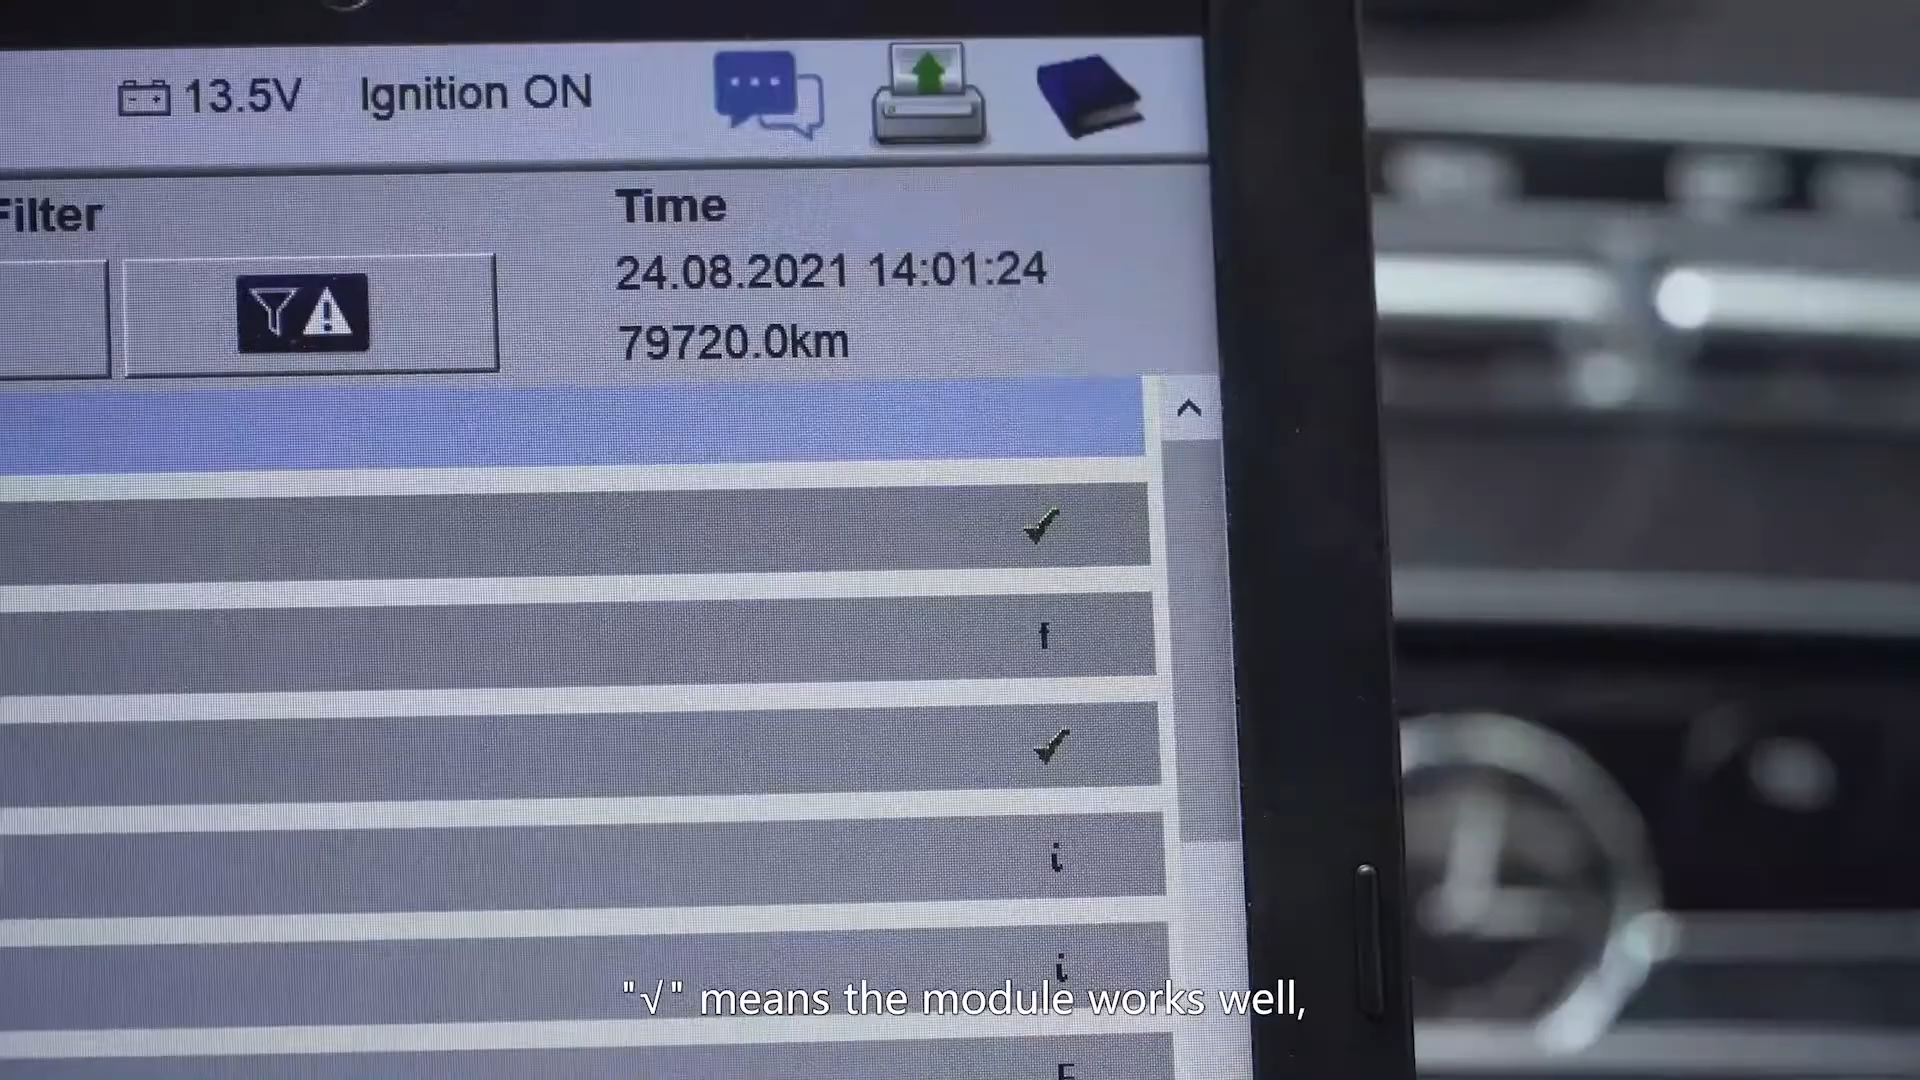 13.5V Ignition ON
Filter
Time
24.08.2021 14:01:24
79720.0km
✓
f
✓
i
i
F
"√" means the module works well,